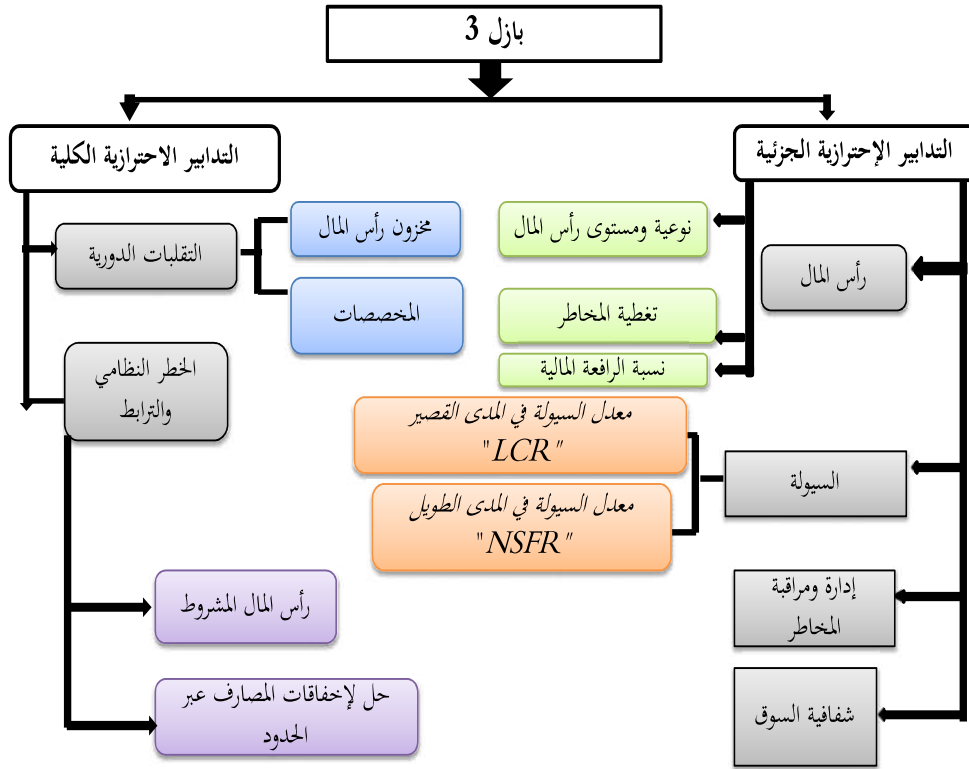 بازل 3
التدابير الإحترازية الجزئية
التدابير الاحترازية الكلية
نوعية ومستوى رأس المال
مخزون رأس المال
التقلبات الدورية
رأس المال
المخصصات
تغطية المخاطر
نسبة الرافعة المالية
الخطر النظامي
والترابط
معدل السيولة في المدى القصير
"LCR"
السيولة
معدل السيولة في المدى الطويل
"NSFR"
إدارة ومراقبة
المخاطر
رأس المال المشروط
شفافية السوق
حل لإخفاقات المصارف عبر
الحدود